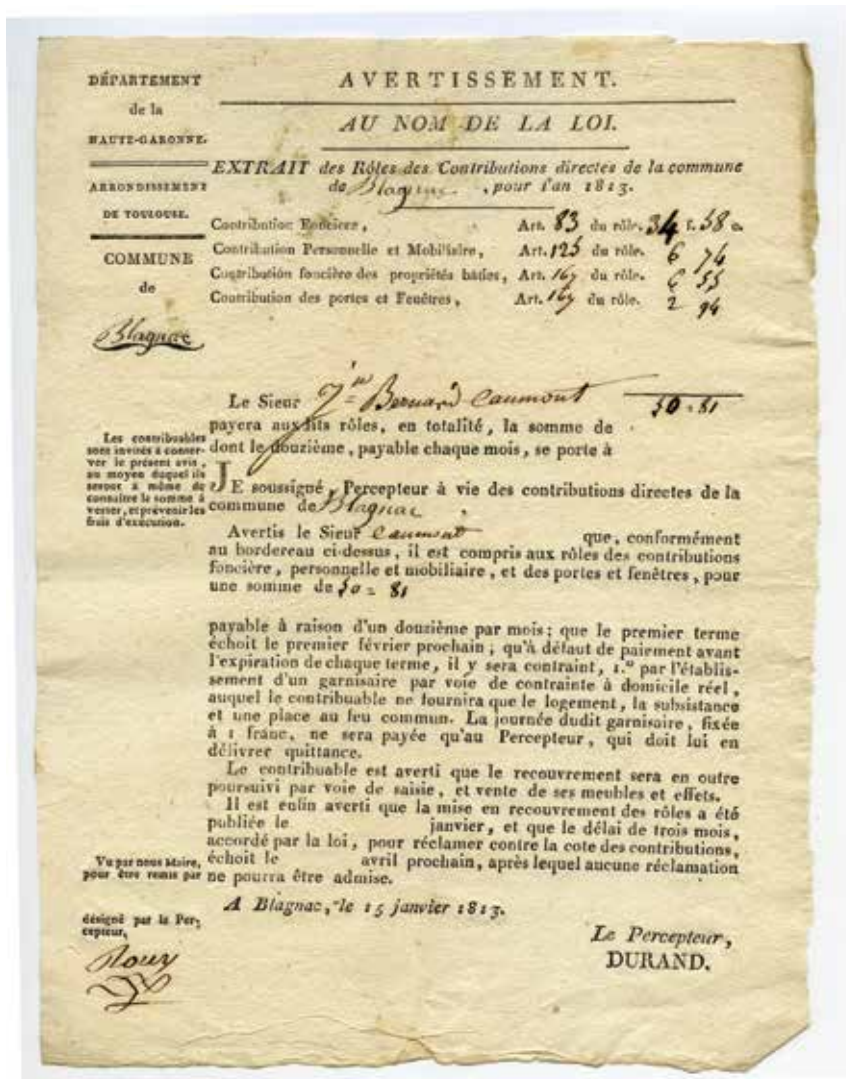 DÉPARTEMENT
de la
HAUTE-GARONNE.
ARRONDISSEMENT
DE TOULOUSE.
COMMUNE
de
Blagnac
AVERTISSEMENT.
AU NOM DE LA LOI.
EXTRAIT des Rôles des Contributions directes de la commune
de Blagnac , pour l'an 1813.
Contribution Foncière, Art. 83 du rôle. 34 f. 58 c.
Contribution Personnelle et Mobiliaire, Art. 125 du rôle. 6 74
Contribution foncière des propriétés bâties, Art. 167 du rôle. 6 55
Contribution des portes et Fenêtres, Art. 167 du rôle. 2 94
Le Sieur Bernard Caumont 50 = 81
payera auxdits rôles, en totalité, la somme de
dont le douzième, payable chaque mois, se porte à
Les contribuables
sont invités à conser-
ver le présent avis,
au moyen duquel ils
seront à même de
connaître la somme à
verser, et prévenir les
frais d'exécution.
JE soussigné, Percepteur à vie des contributions directes de la
commune de Blagnac
Avertis le Sieur Caumont que, conformément
au bordereau ci-dessus, il est compris aux rôles des contributions
foncière, personnelle et mobiliaire, et des portes et fenêtres, pour
une somme de 50 = 81
payable à raison d'un douzième par mois; que le premier terme
échoit le premier février prochain; qu'à défaut de paiement avant
l'expiration de chaque terme, il y sera contraint, 1.º par l'établis-
sement d'un garnisaire par voie de contrainte à domicile réel,
auquel le contribuable ne fournira que le logement, la subsistance
et une place au feu commun. La journée dudit garnisaire, fixée
à 1 franc, ne sera payée qu'au Percepteur, qui doit lui en
délivrer quittance.
Le contribuable est averti que le recouvrement sera en outre
poursuivi par voie de saisie, et vente de ses meubles et effets.
Il est enfin averti que la mise en recouvrement des rôles a été
publiée le janvier, et que le délai de trois mois,
accordé par la loi, pour réclamer contre la cote des contributions,
échoit le avril prochain, après lequel aucune réclamation
ne pourra être admise.
Vu par nous Maire,
pour être remis par
désigné par le Per-
cepteur,
A Blagnac, le 15 janvier 1813.
Le Percepteur,
DURAND.